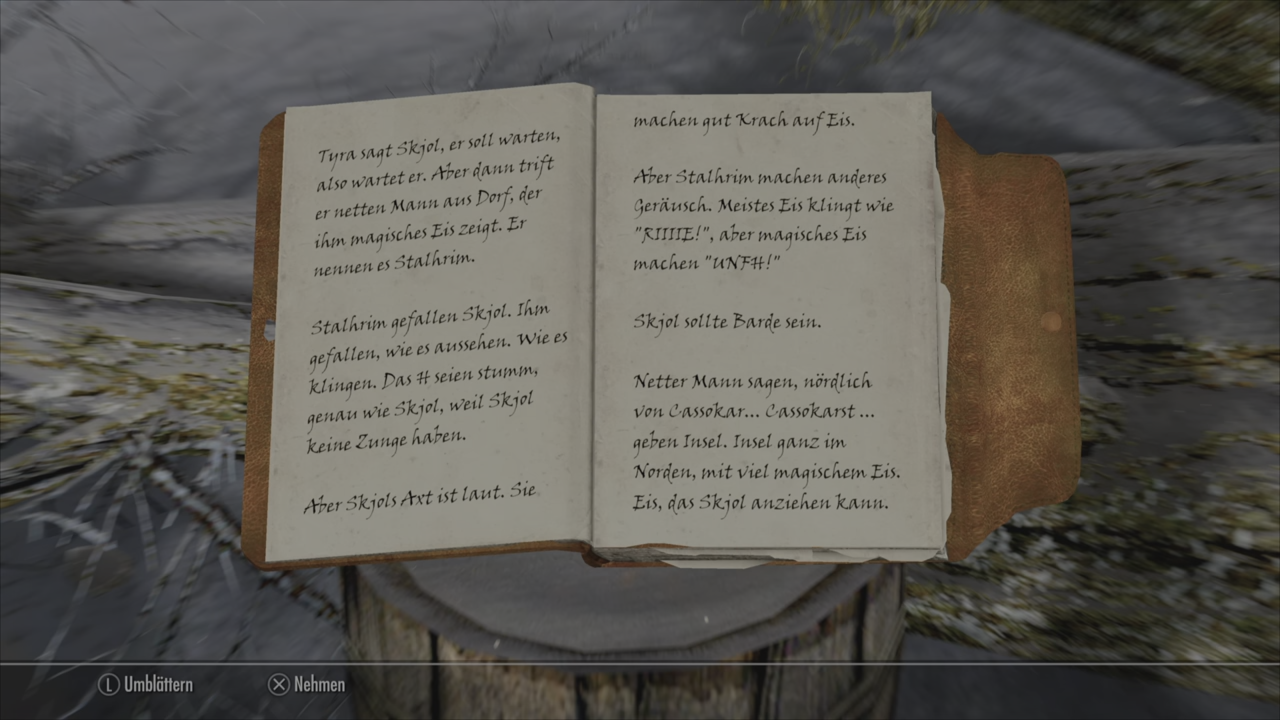 Tyra sagt Skjol, er soll warten,
also wartet er. Aber dann trift
er netten Mann aus Dorf, der
ihm magisches Eis zeigt. Er
nennen es Stalhrim.
Stalhrim gefallen Skjol. Ihm
gefallen, wie es aussehen. Wie es
klingen. Das H seien stumm,
genau wie Skjol, weil Skjol
keine Zunge haben.
Aber Skjols Axt ist laut. Sie
machen gut Krach auf Eis.
Aber Stalhrim machen anderes
Geräusch. Meistes Eis klingt wie
"RIIIIE!", aber magisches Eis
machen "UNFH!"
Skjol sollte Barde sein.
Netter Mann sagen, nördlich
von Cassokar... Cassokarst ...
geben Insel. Insel ganz im
Norden, mit viel magischem Eis.
Eis, das Skjol anziehen kann.
L Umblättern
X Nehmen